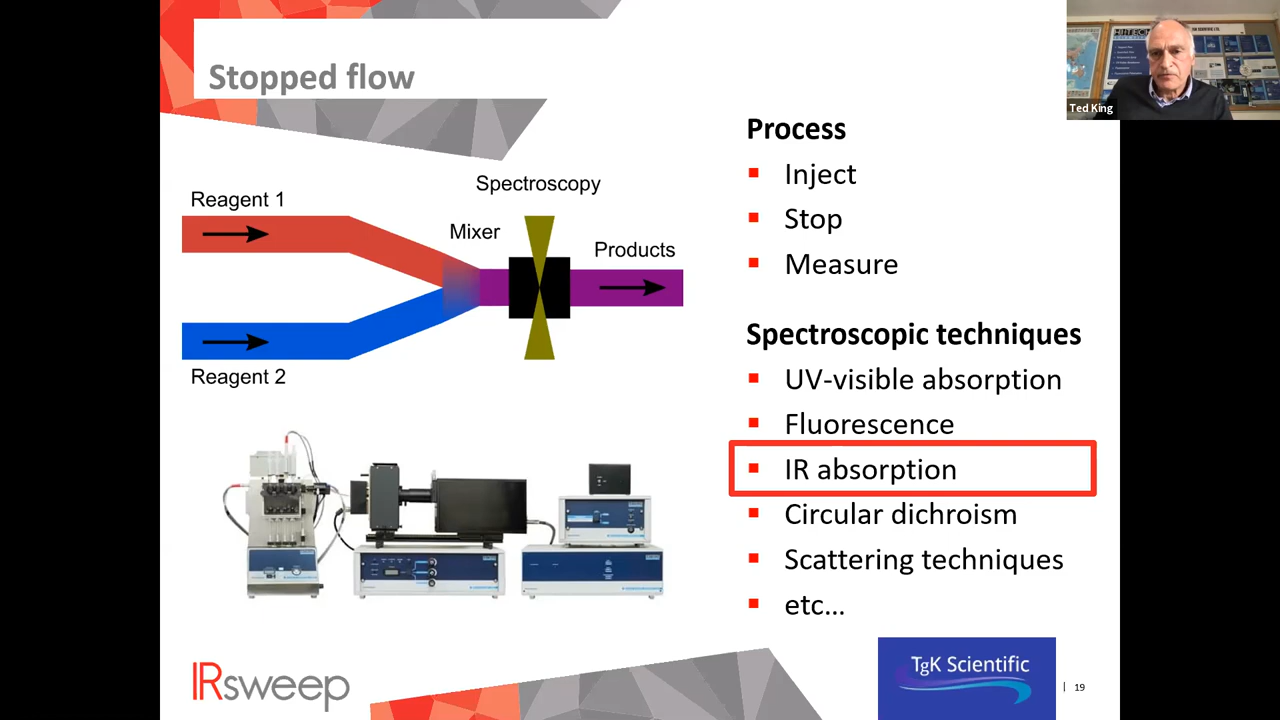 Stopped flow
Reagent 1
Spectroscopy
Mixer
Products
Reagent 2
Process
Inject
Stop
Measure
Spectroscopic techniques
UV-visible absorption
Fluorescence
IR absorption
Circular dichroism
Scattering techniques
etc...
IRsweep
TgK Scientific
| 19
Ted King